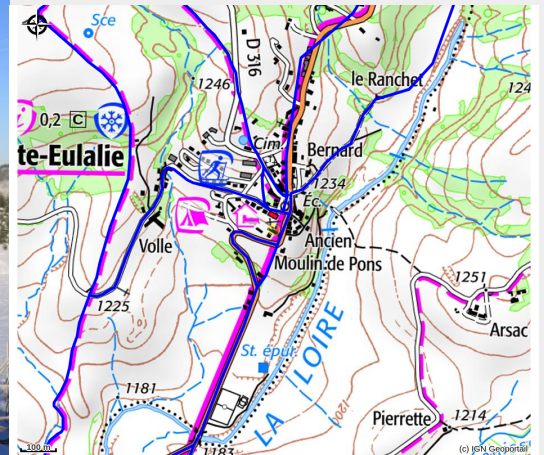 Sce
D 316
le Ranchet
1246
124
0,2 C
Cim.
te-Eulalie
Bernard
1234
Éc.
Volle
Ancien
Moulin de Pons
1251
1225
Arsac
St. épur.
LA LOIRE
1181
1200
Pierrette
1214
1183
100 m
(c) IGN Geoportail